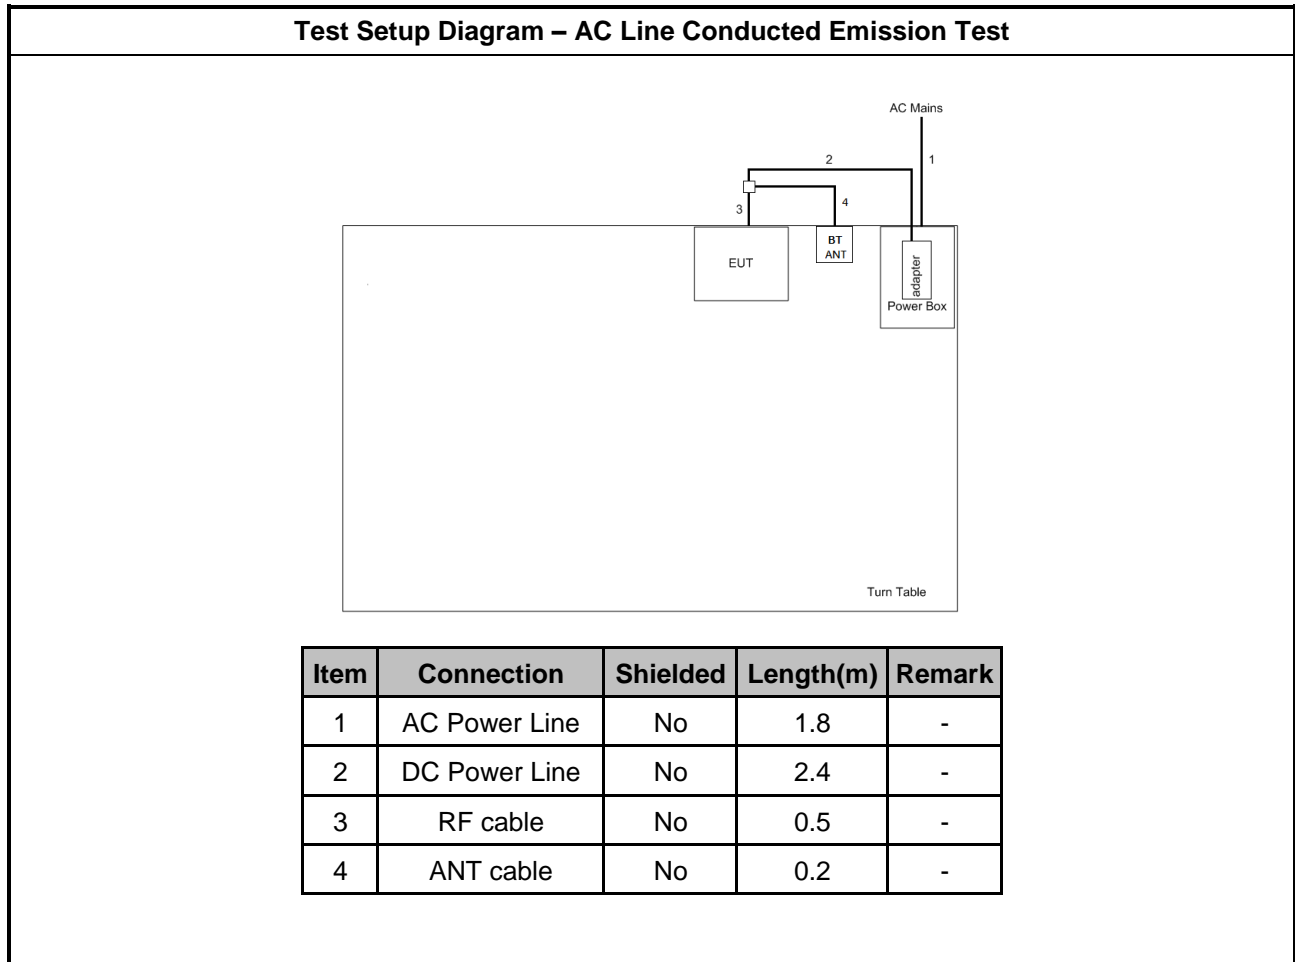 Test Setup Diagram – AC Line Conducted Emission Test
AC Mains
2
1
3
4
EUT
BT
ANT
adapter
Power Box
Turn Table
Item Connection Shielded Length(m) Remark
1 AC Power Line No 1.8 -
2 DC Power Line No 2.4 -
3 RF cable No 0.5 -
4 ANT cable No 0.2 -